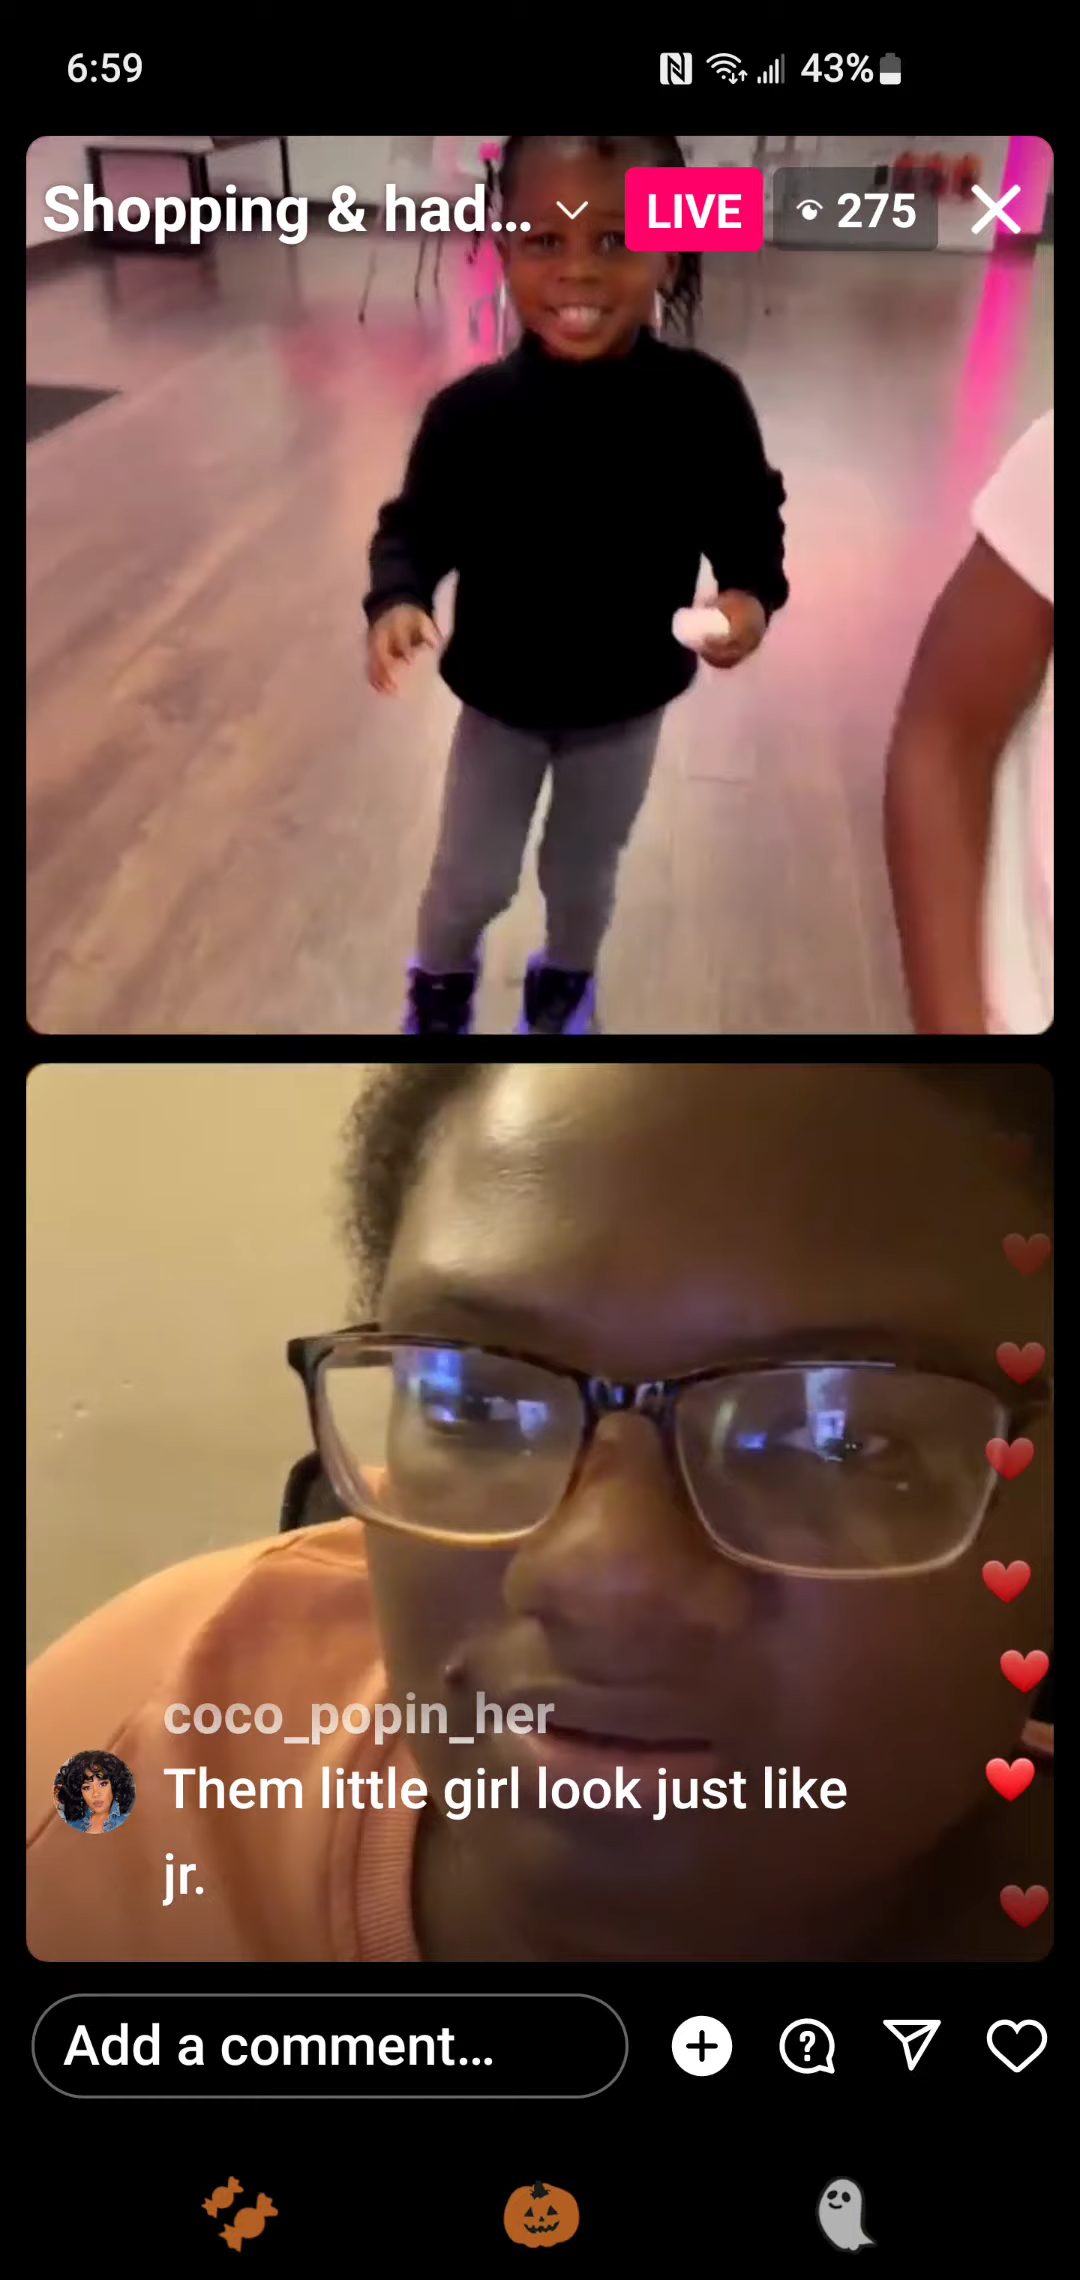 6:59
43%
Shopping & had...
LIVE
275
coco_popin_her
Them little girl look just like
jr.
Add a comment...